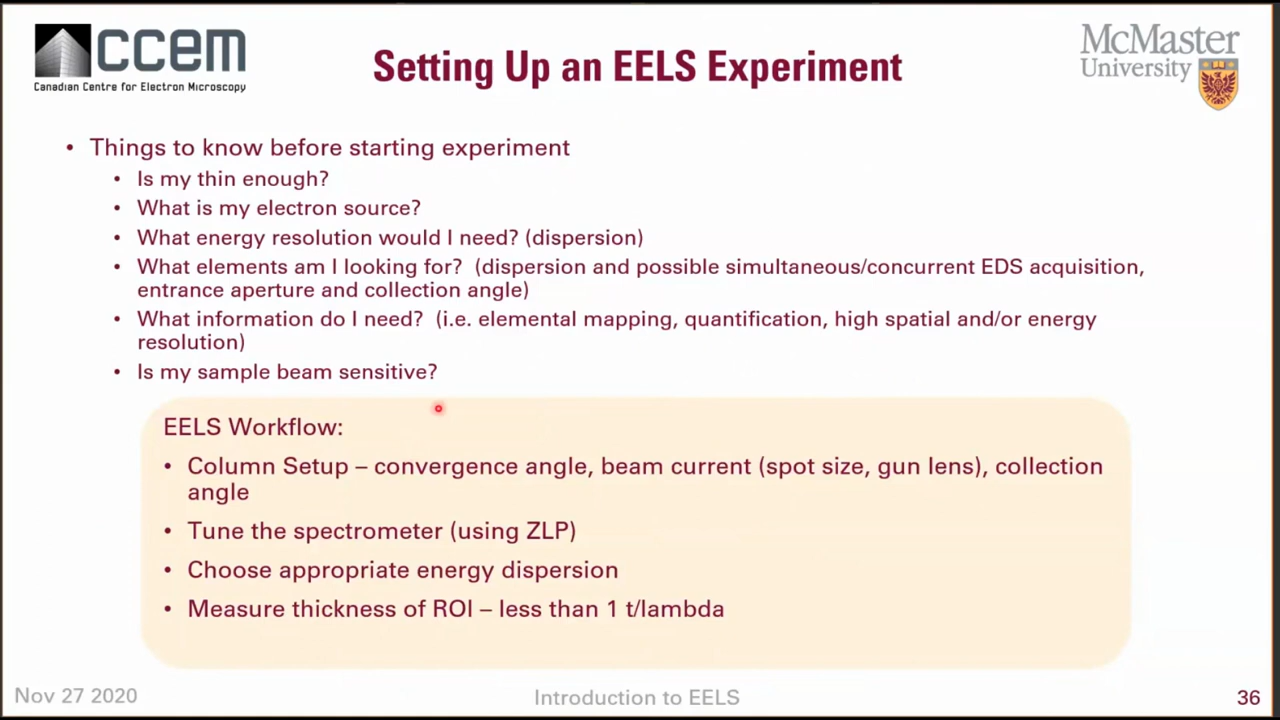 ccem
Canadian Centre for Electron Microscopy
Setting Up an EELS Experiment
McMaster
University
• Things to know before starting experiment
• Is my thin enough?
• What is my electron source?
• What energy resolution would I need? (dispersion)
• What elements am I looking for? (dispersion and possible simultaneous/concurrent EDS acquisition,
entrance aperture and collection angle)
• What information do I need? (i.e. elemental mapping, quantification, high spatial and/or energy
resolution)
• Is my sample beam sensitive?
EELS Workflow:
• Column Setup – convergence angle, beam current (spot size, gun lens), collection
angle
• Tune the spectrometer (using ZLP)
• Choose appropriate energy dispersion
• Measure thickness of ROI – less than 1 t/lambda
Nov 27 2020
Introduction to EELS
36